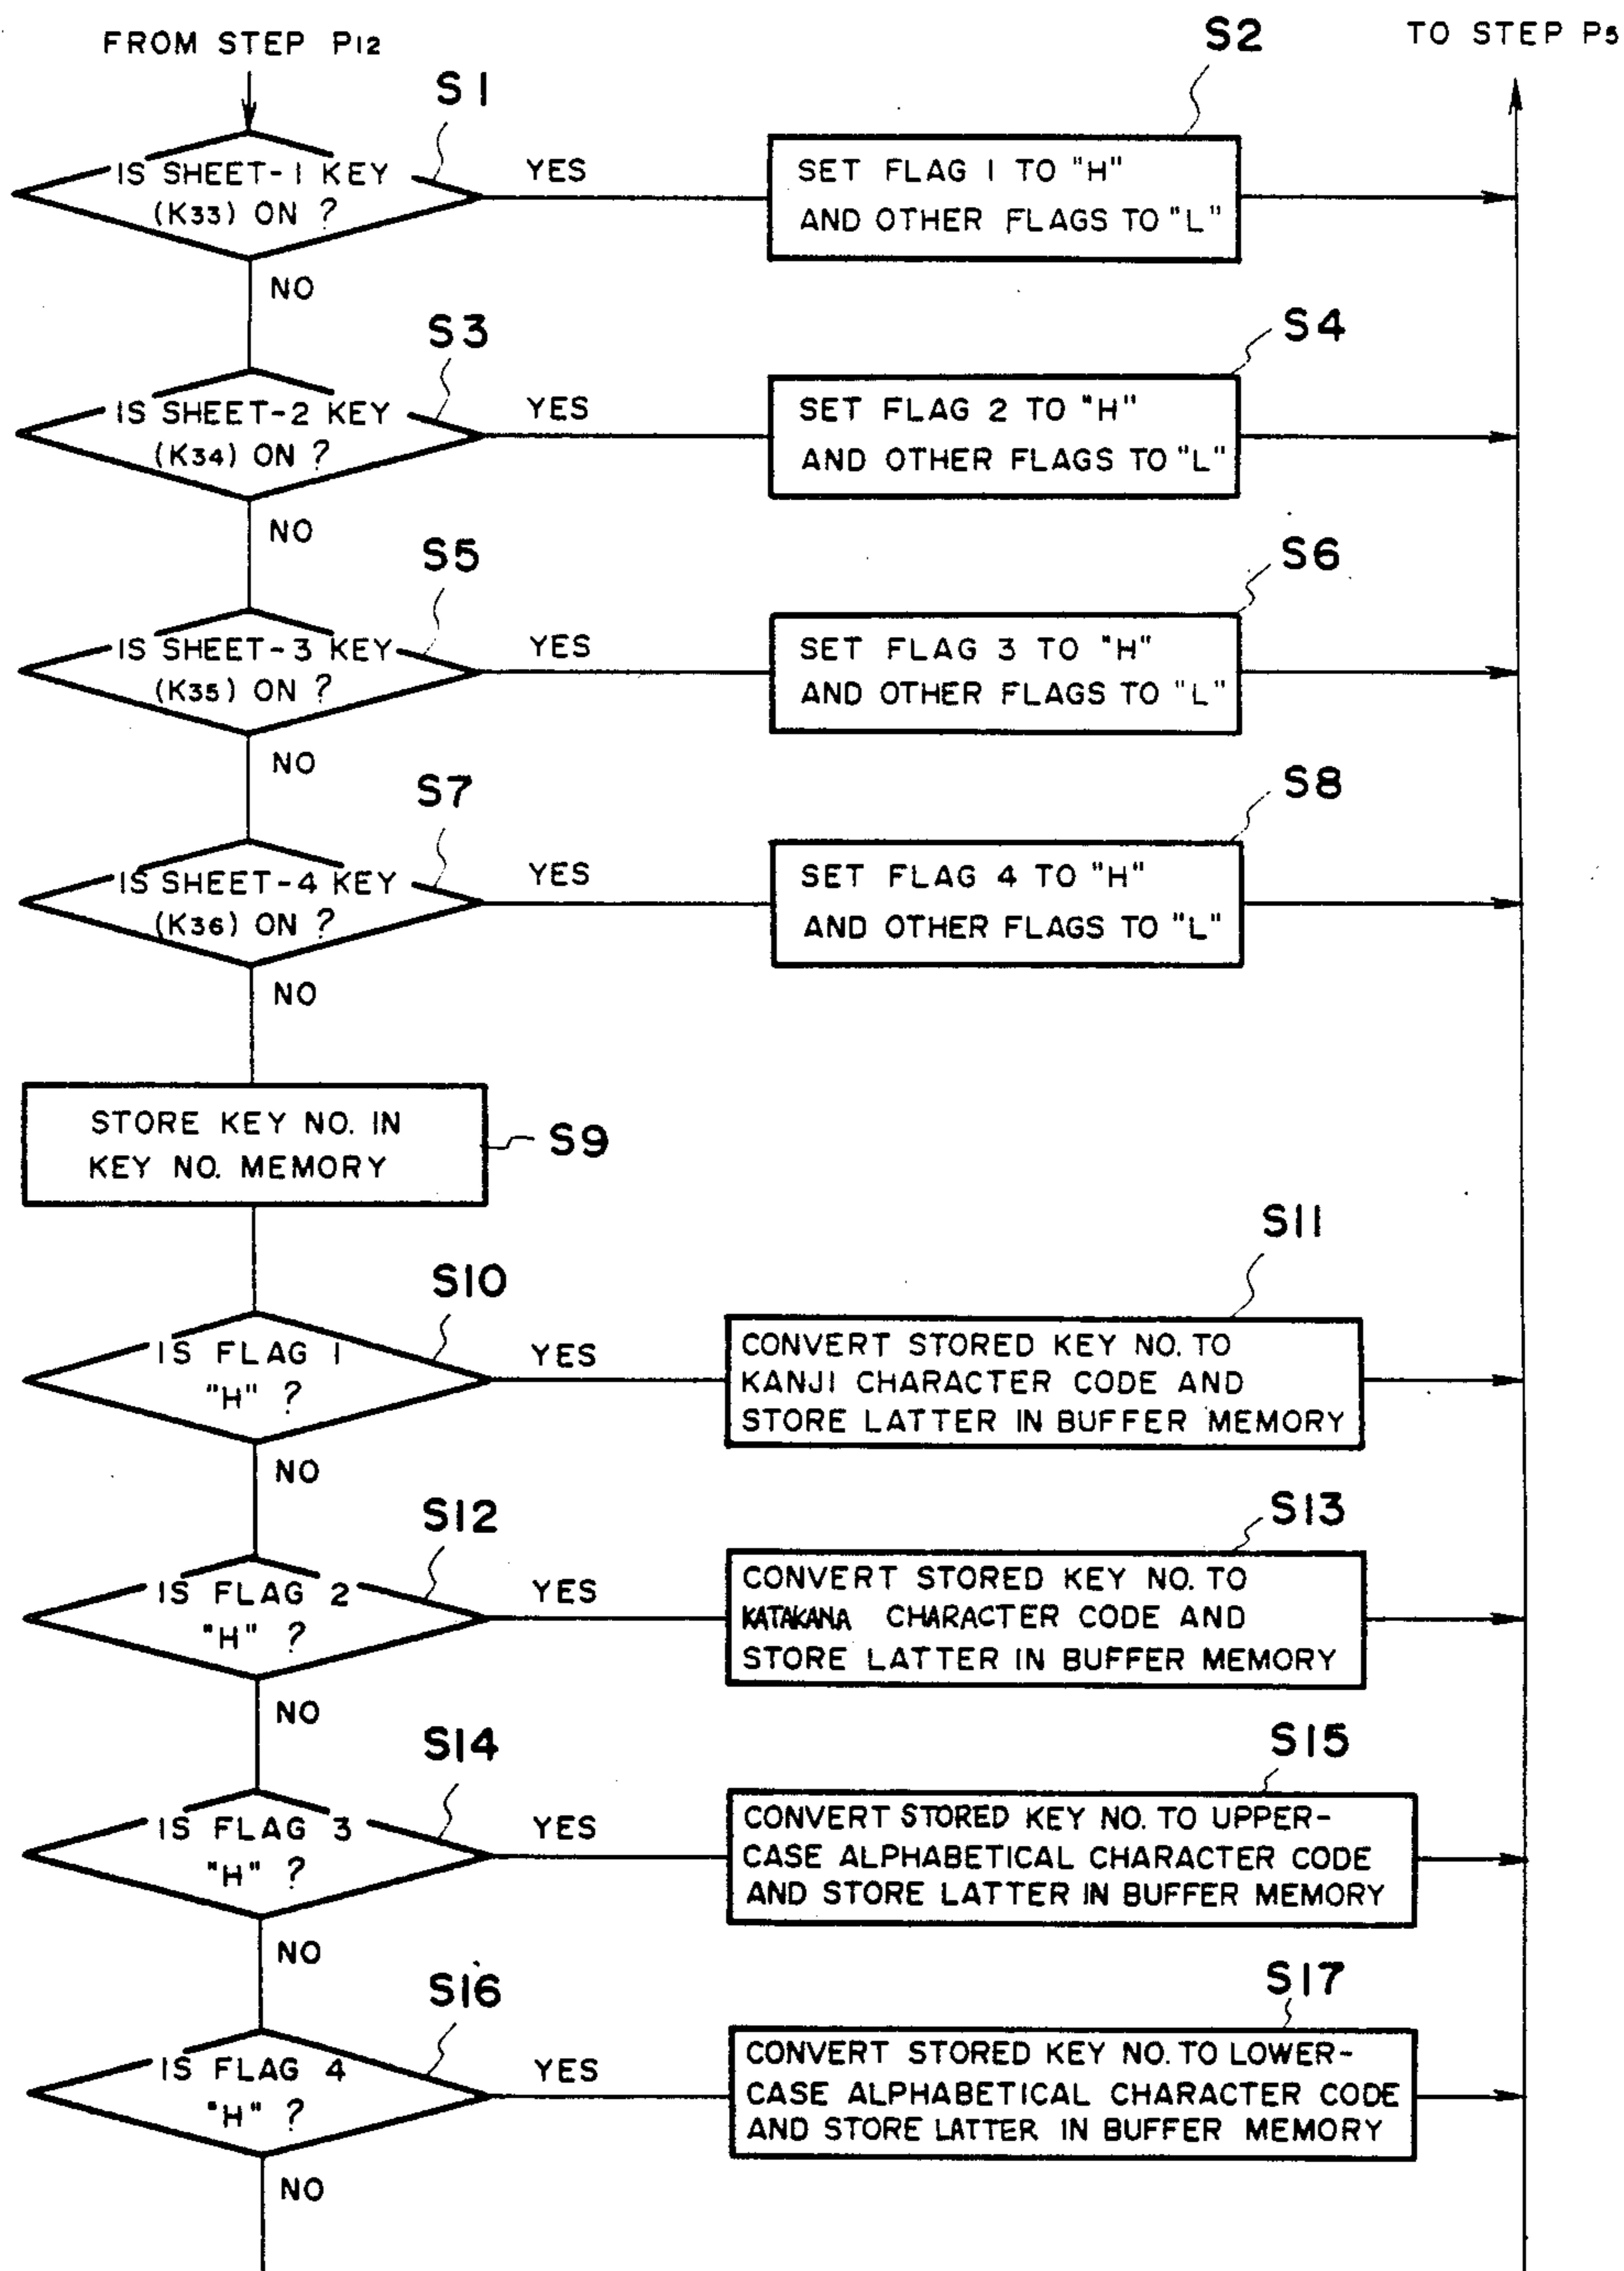 FROM STEP P12
TO STEP P5
S1
IS SHEET-1 KEY
(K33) ON ?
YES
NO
S2
SET FLAG 1 TO "H"
AND OTHER FLAGS TO "L"
S3
IS SHEET-2 KEY
(K34) ON ?
YES
NO
S4
SET FLAG 2 TO "H"
AND OTHER FLAGS TO "L"
S5
IS SHEET-3 KEY
(K35) ON ?
YES
NO
S6
SET FLAG 3 TO "H"
AND OTHER FLAGS TO "L"
S7
IS SHEET-4 KEY
(K36) ON ?
YES
NO
S8
SET FLAG 4 TO "H"
AND OTHER FLAGS TO "L"
STORE KEY NO. IN
KEY NO. MEMORY
S9
S10
IS FLAG 1
"H" ?
YES
NO
S11
CONVERT STORED KEY NO. TO
KANJI CHARACTER CODE AND
STORE LATTER IN BUFFER MEMORY
S12
IS FLAG 2
"H" ?
YES
NO
S13
CONVERT STORED KEY NO. TO
KATAKANA CHARACTER CODE AND
STORE LATTER IN BUFFER MEMORY
S14
IS FLAG 3
"H" ?
YES
NO
S15
CONVERT STORED KEY NO. TO UPPER-
CASE ALPHABETICAL CHARACTER CODE
AND STORE LATTER IN BUFFER MEMORY
S16
IS FLAG 4
"H" ?
YES
NO
S17
CONVERT STORED KEY NO. TO LOWER-
CASE ALPHABETICAL CHARACTER CODE
AND STORE LATTER IN BUFFER MEMORY